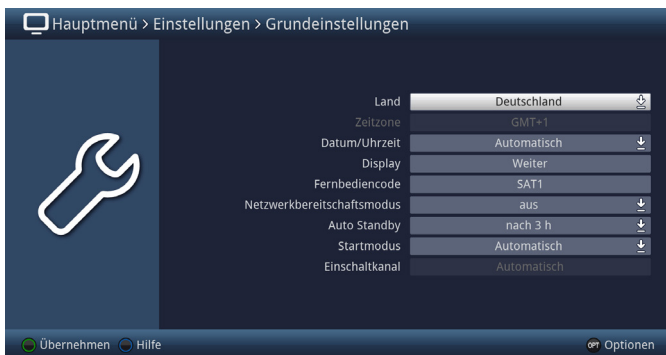 Hauptmenü > Einstellungen > Grundeinstellungen
Land Deutschland
Zeitzone GMT+1
Datum/Uhrzeit Automatisch
Display Weiter
Fernbediencode SAT1
Netzwerkbereitschaftsmodus aus
Auto Standby nach 3 h
Startmodus Automatisch
Einschaltkanal Automatisch
Übernehmen Hilfe OPT Optionen